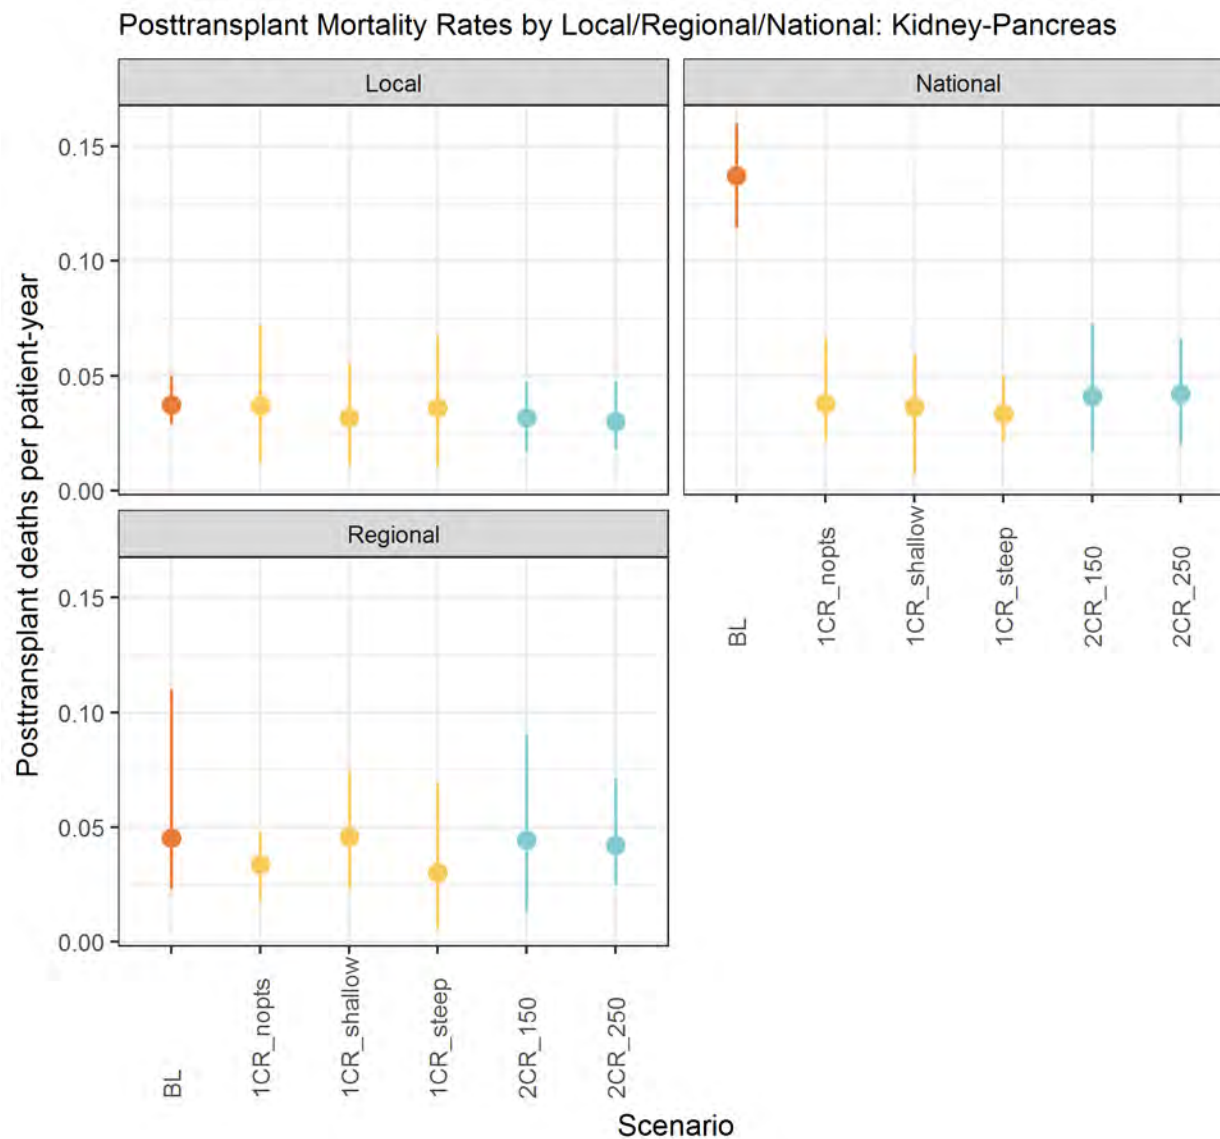 Posttransplant Mortality Rates by Local/Regional/National: Kidney-Pancreas
Local
National
Posttransplant deaths per patient-year
0.15
0.10
0.05
0.00
BL
1CR_nopts
1CR_shallow
1CR_steep
2CR_150
2CR_250
Regional
0.15
0.10
0.05
0.00
BL
1CR_nopts
1CR_shallow
1CR_steep
2CR_150
2CR_250
Scenario